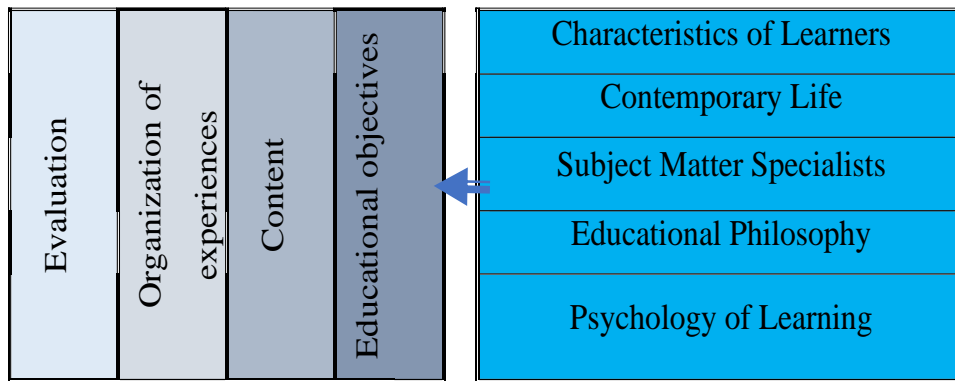 Evaluation
Organization of
experiences
Content
Educational objectives
Characteristics of Learners
Contemporary Life
Subject Matter Specialists
Educational Philosophy
Psychology of Learning